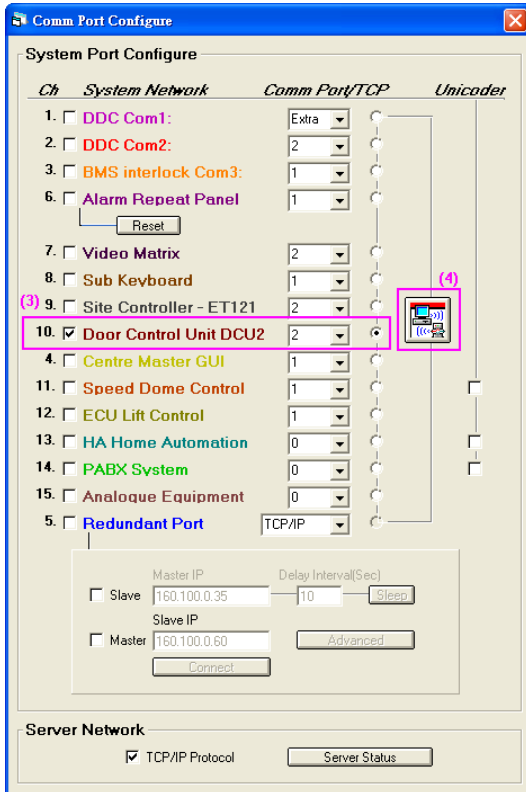 Comm Port Configure
System Port Configure
Ch System Network Comm Port/TCP Unicoder
1. DDC Com1: Extra
2. DDC Com2: 2
3. BMS interlock Com3: 1
6. Alarm Repeat Panel 1
Reset
7. Video Matrix 2
8. Sub Keyboard 1
(4)
(3) 9. Site Controller - ET121 2
10. Door Control Unit DCU2 2
4. Centre Master GUI 1
11. Speed Dome Control 1
12. ECU Lift Control 1
13. HA Home Automation 0
14. PABX System 0
15. Analogue Equipment 0
5. Redundant Port TCP/IP
Master IP Delay Interval(Sec)
Slave 160.100.0.35 10 Sleep
Slave IP
Master 160.100.0.60 Advanced
Connect
Server Network
TCP/IP Protocol Server Status